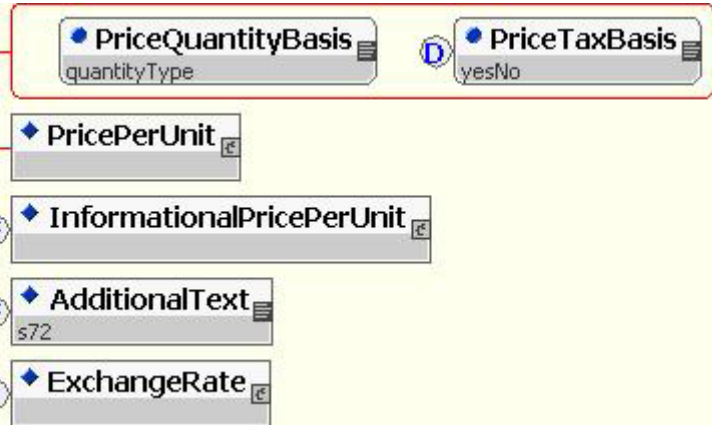 PriceQuantityBasis
quantityType
D
PriceTaxBasis
yesNo
PricePerUnit
InformationalPricePerUnit
AdditionalText
s72
ExchangeRate